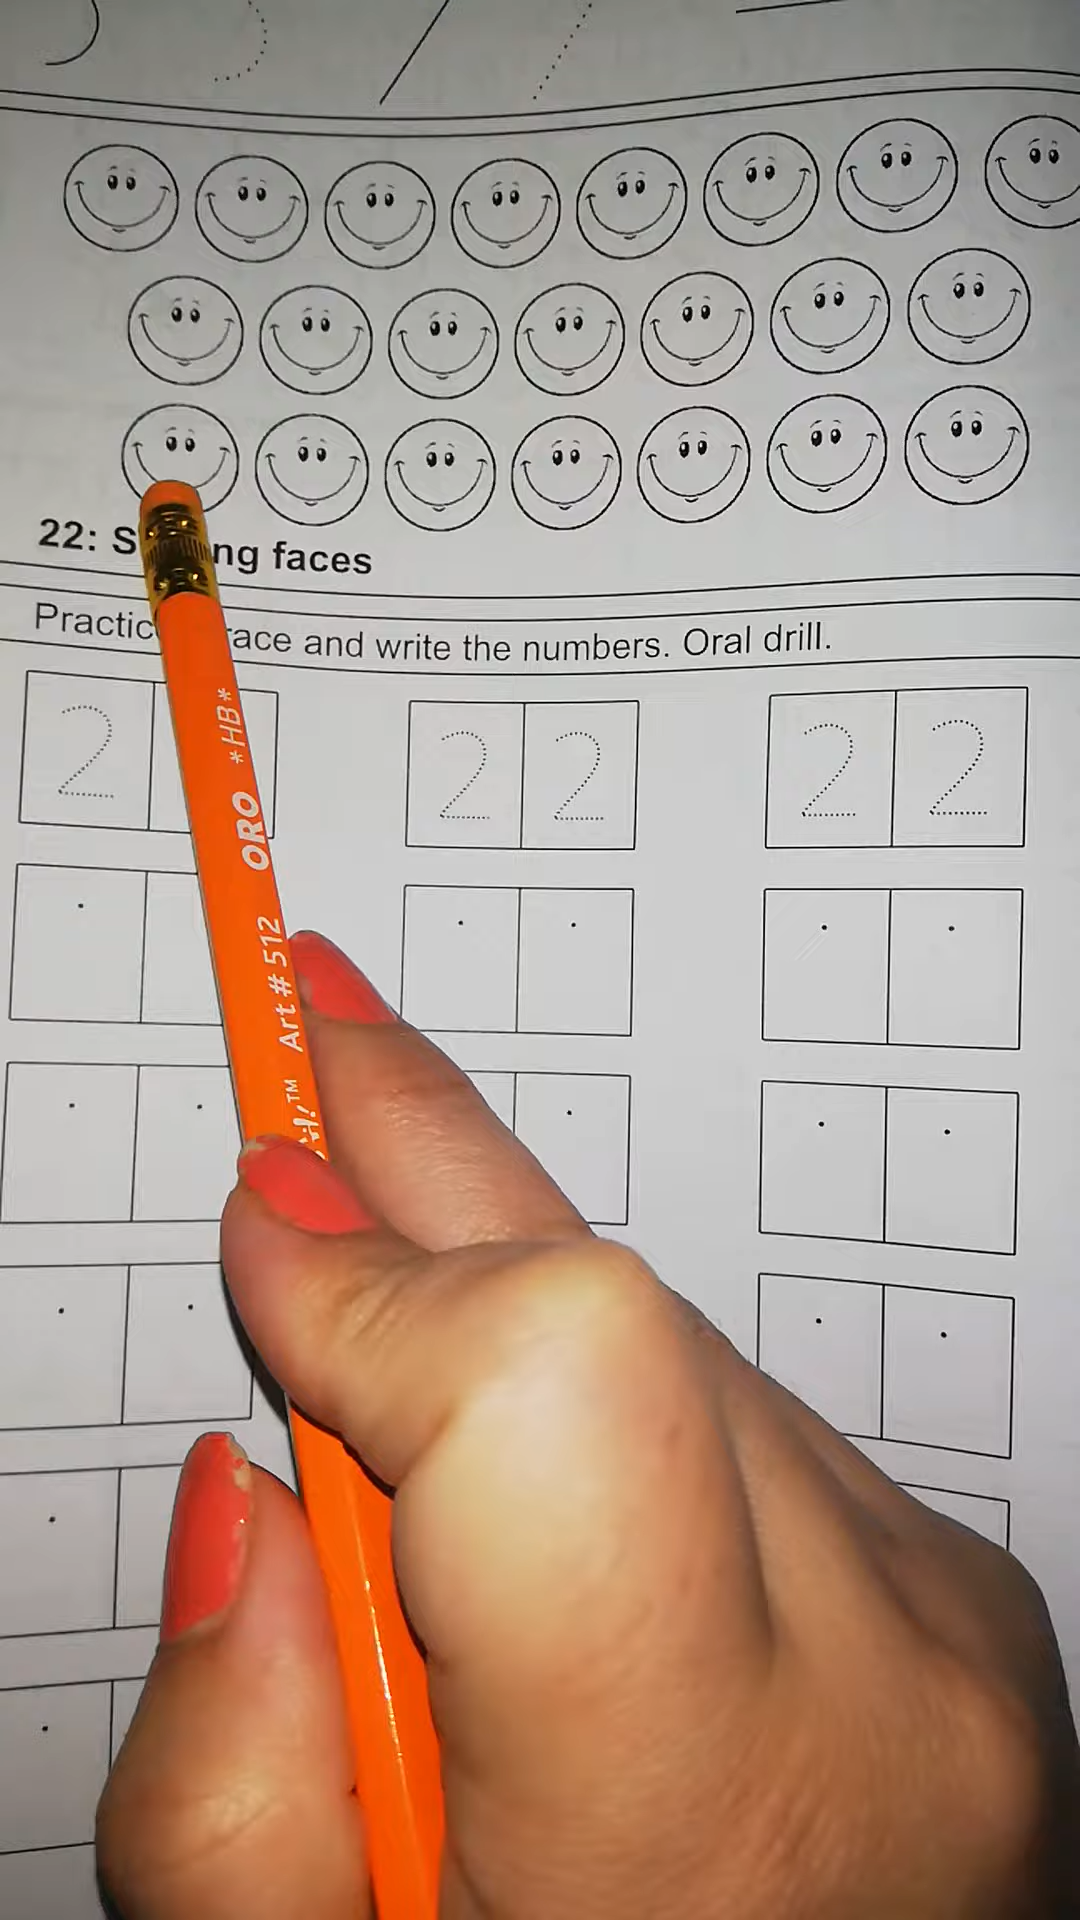 22: S ng faces
Practic race and write the numbers. Oral drill.
2 2 2 2 2
*HB*
ORO
Art # 512
H!™